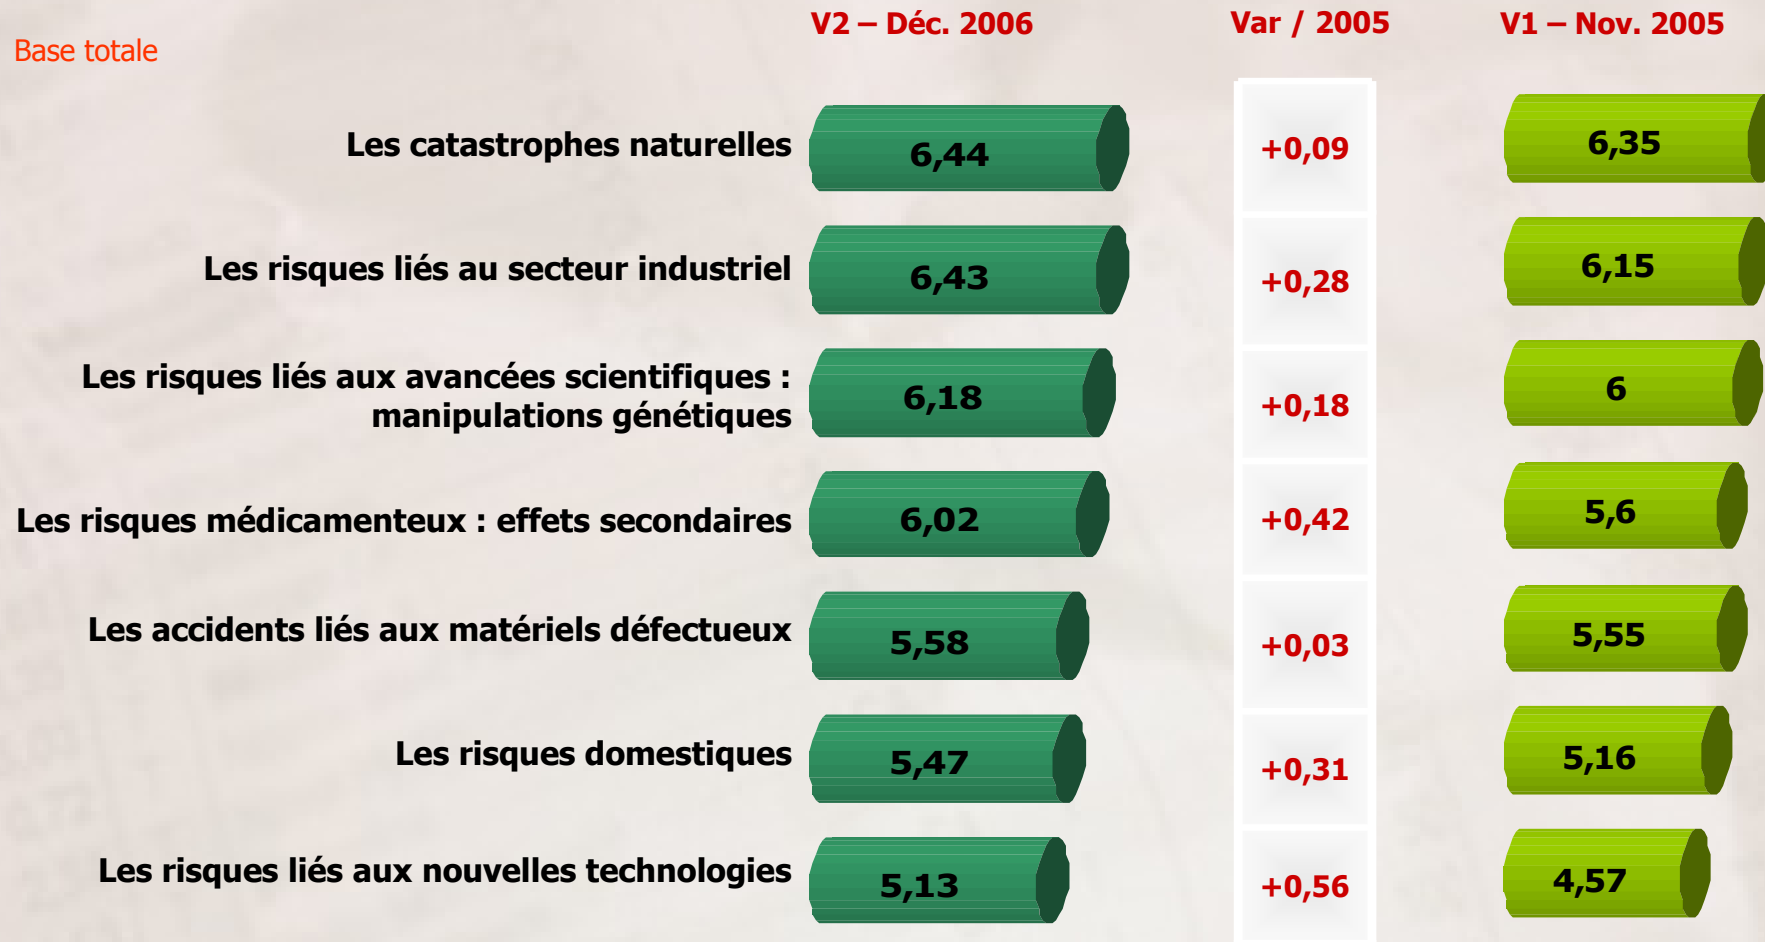 V2 – Déc. 2006 Var / 2005 V1 – Nov. 2005
Base totale
Les catastrophes naturelles 6,44 +0,09 6,35
Les risques liés au secteur industriel 6,43 +0,28 6,15
Les risques liés aux avancées scientifiques :
manipulations génétiques 6,18 +0,18 6
Les risques médicamenteux : effets secondaires 6,02 +0,42 5,6
Les accidents liés aux matériels défectueux 5,58 +0,03 5,55
Les risques domestiques 5,47 +0,31 5,16
Les risques liés aux nouvelles technologies 5,13 +0,56 4,57